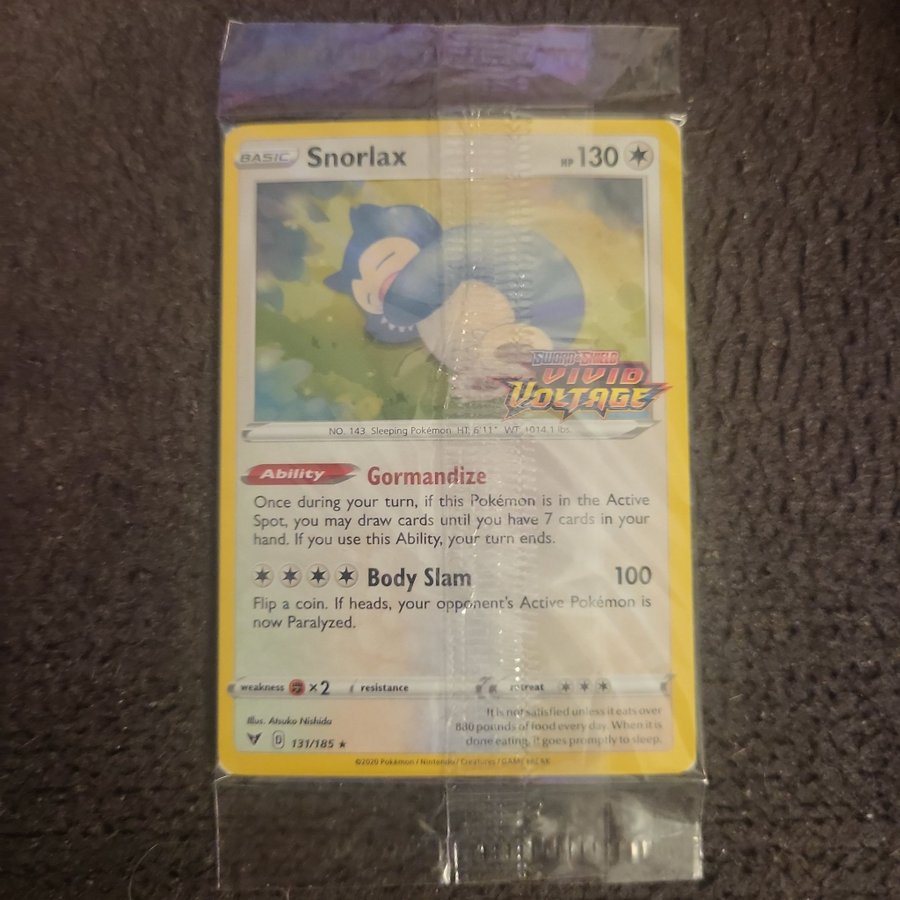 BASIC Snorlax HP 130
SWORD & SHIELD
VIVID
VOLTAGE
NO. 143 Sleeping Pokémon HT: 6'11" WT: 1014.1 lbs.
Ability Gormandize
Once during your turn, if this Pokémon is in the Active
Spot, you may draw cards until you have 7 cards in your
hand. If you use this Ability, your turn ends.
Body Slam 100
Flip a coin. If heads, your opponent's Active Pokémon is
now Paralyzed.
weakness ×2 resistance retreat
It is not satisfied unless it eats over
880 pounds of food every day. When it is
done eating, it goes promptly to sleep.
Illus. Atsuko Nishida
D 131/185 ★
©2020 Pokémon / Nintendo / Creatures / GAME FREAK